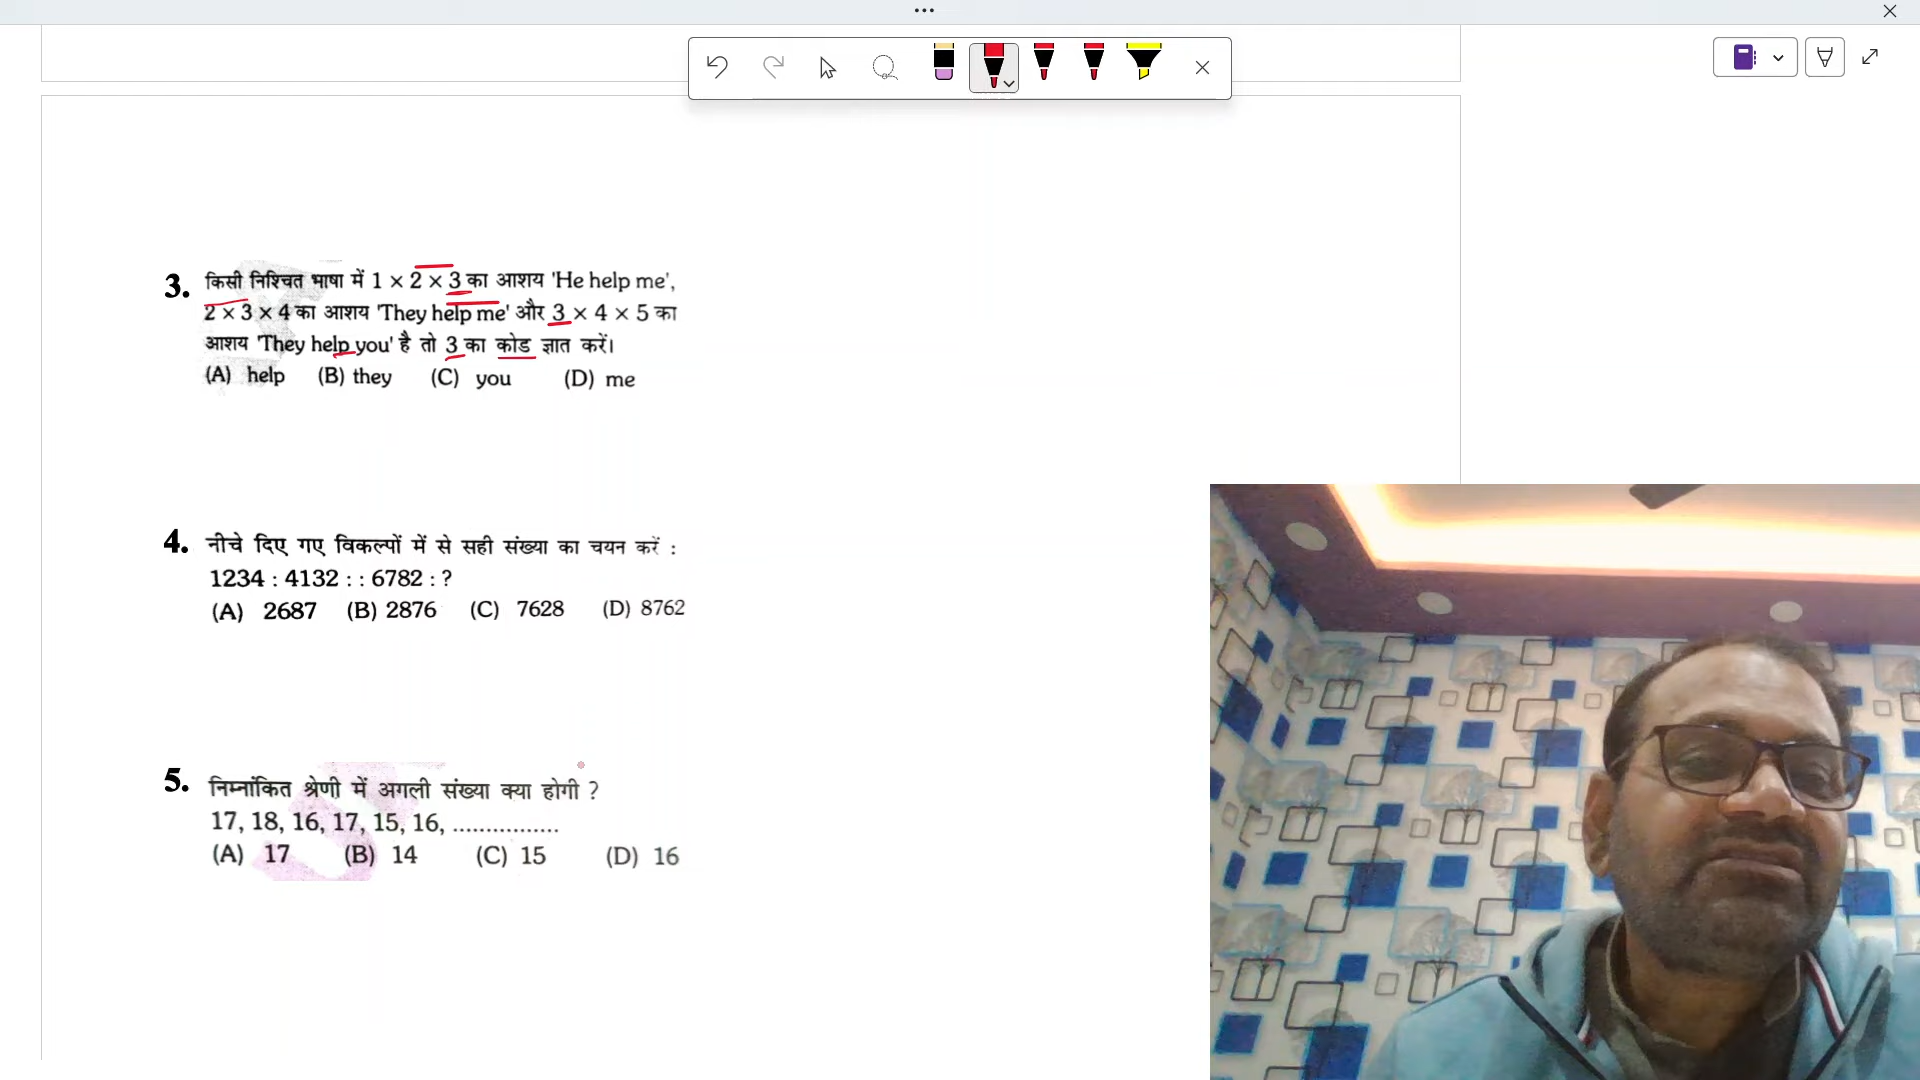 3. किसी निश्चित भाषा में 1 × 2 × 3 का आशय 'He help me',
2 × 3 × 4 का आशय 'They help me' और 3 × 4 × 5 का
आशय 'They help you' है तो 3 का कोड ज्ञात करें।
(A) help (B) they (C) you (D) me
4. नीचे दिए गए विकल्पों में से सही संख्या का चयन करें :
1234 : 4132 : : 6782 : ?
(A) 2687 (B) 2876 (C) 7628 (D) 8762
5. निम्नांकित श्रेणी में अगली संख्या क्या होगी ?
17, 18, 16, 17, 15, 16, ................
(A) 17 (B) 14 (C) 15 (D) 16